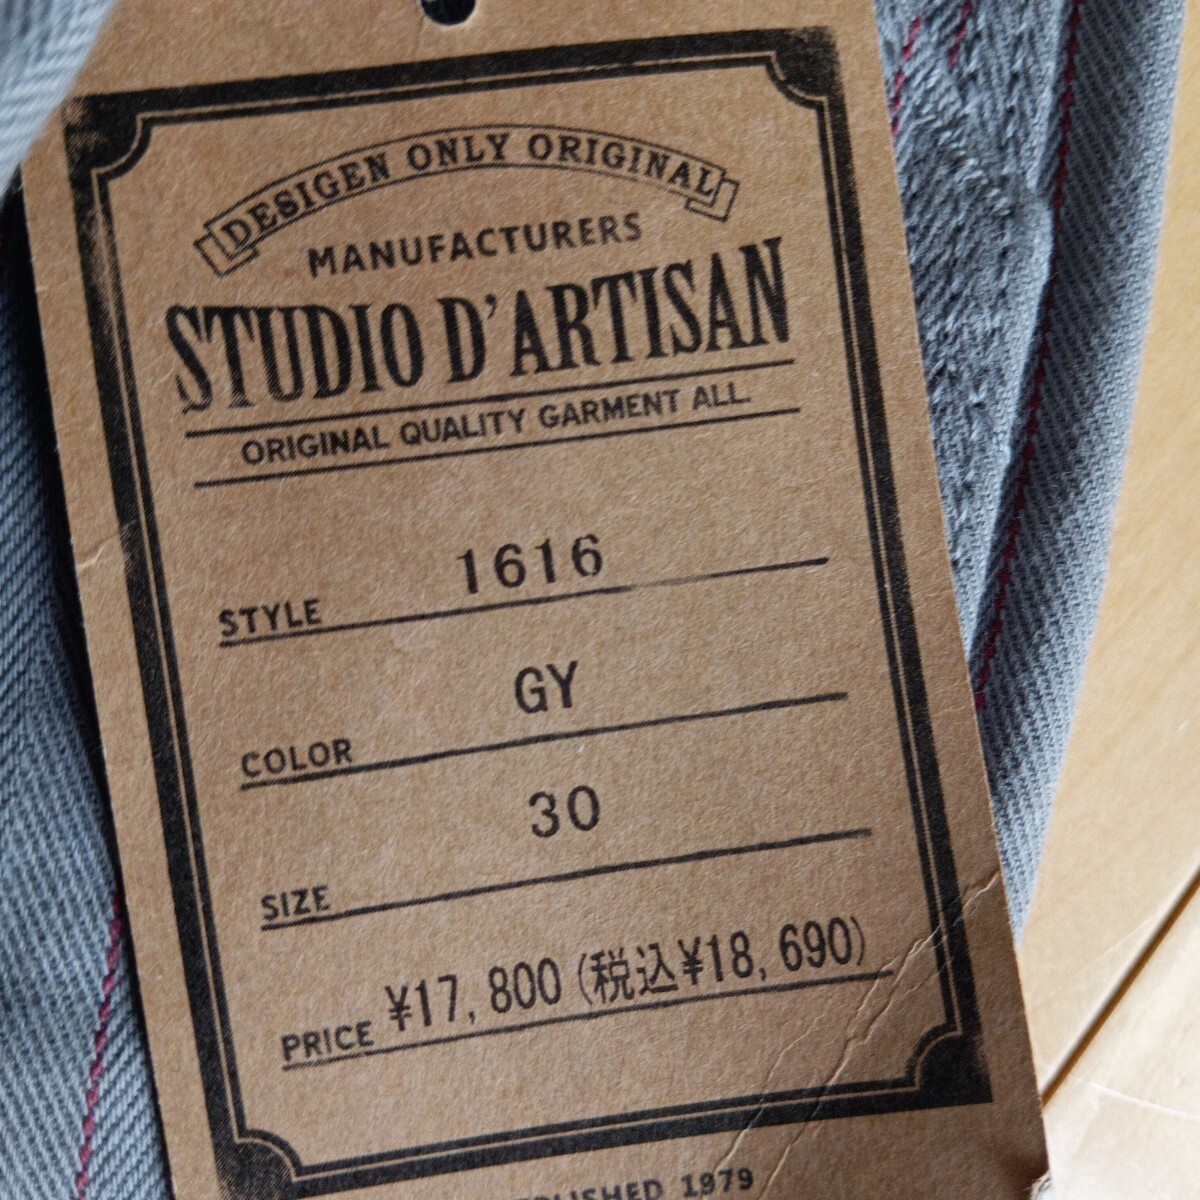 DESIGEN ONLY ORIGINAL
MANUFACTURERS
STUDIO D'ARTISAN
ORIGINAL QUALITY GARMENT ALL.
STYLE 1616
COLOR GY
SIZE 30
PRICE ¥17,800(税込¥18,690)
1979